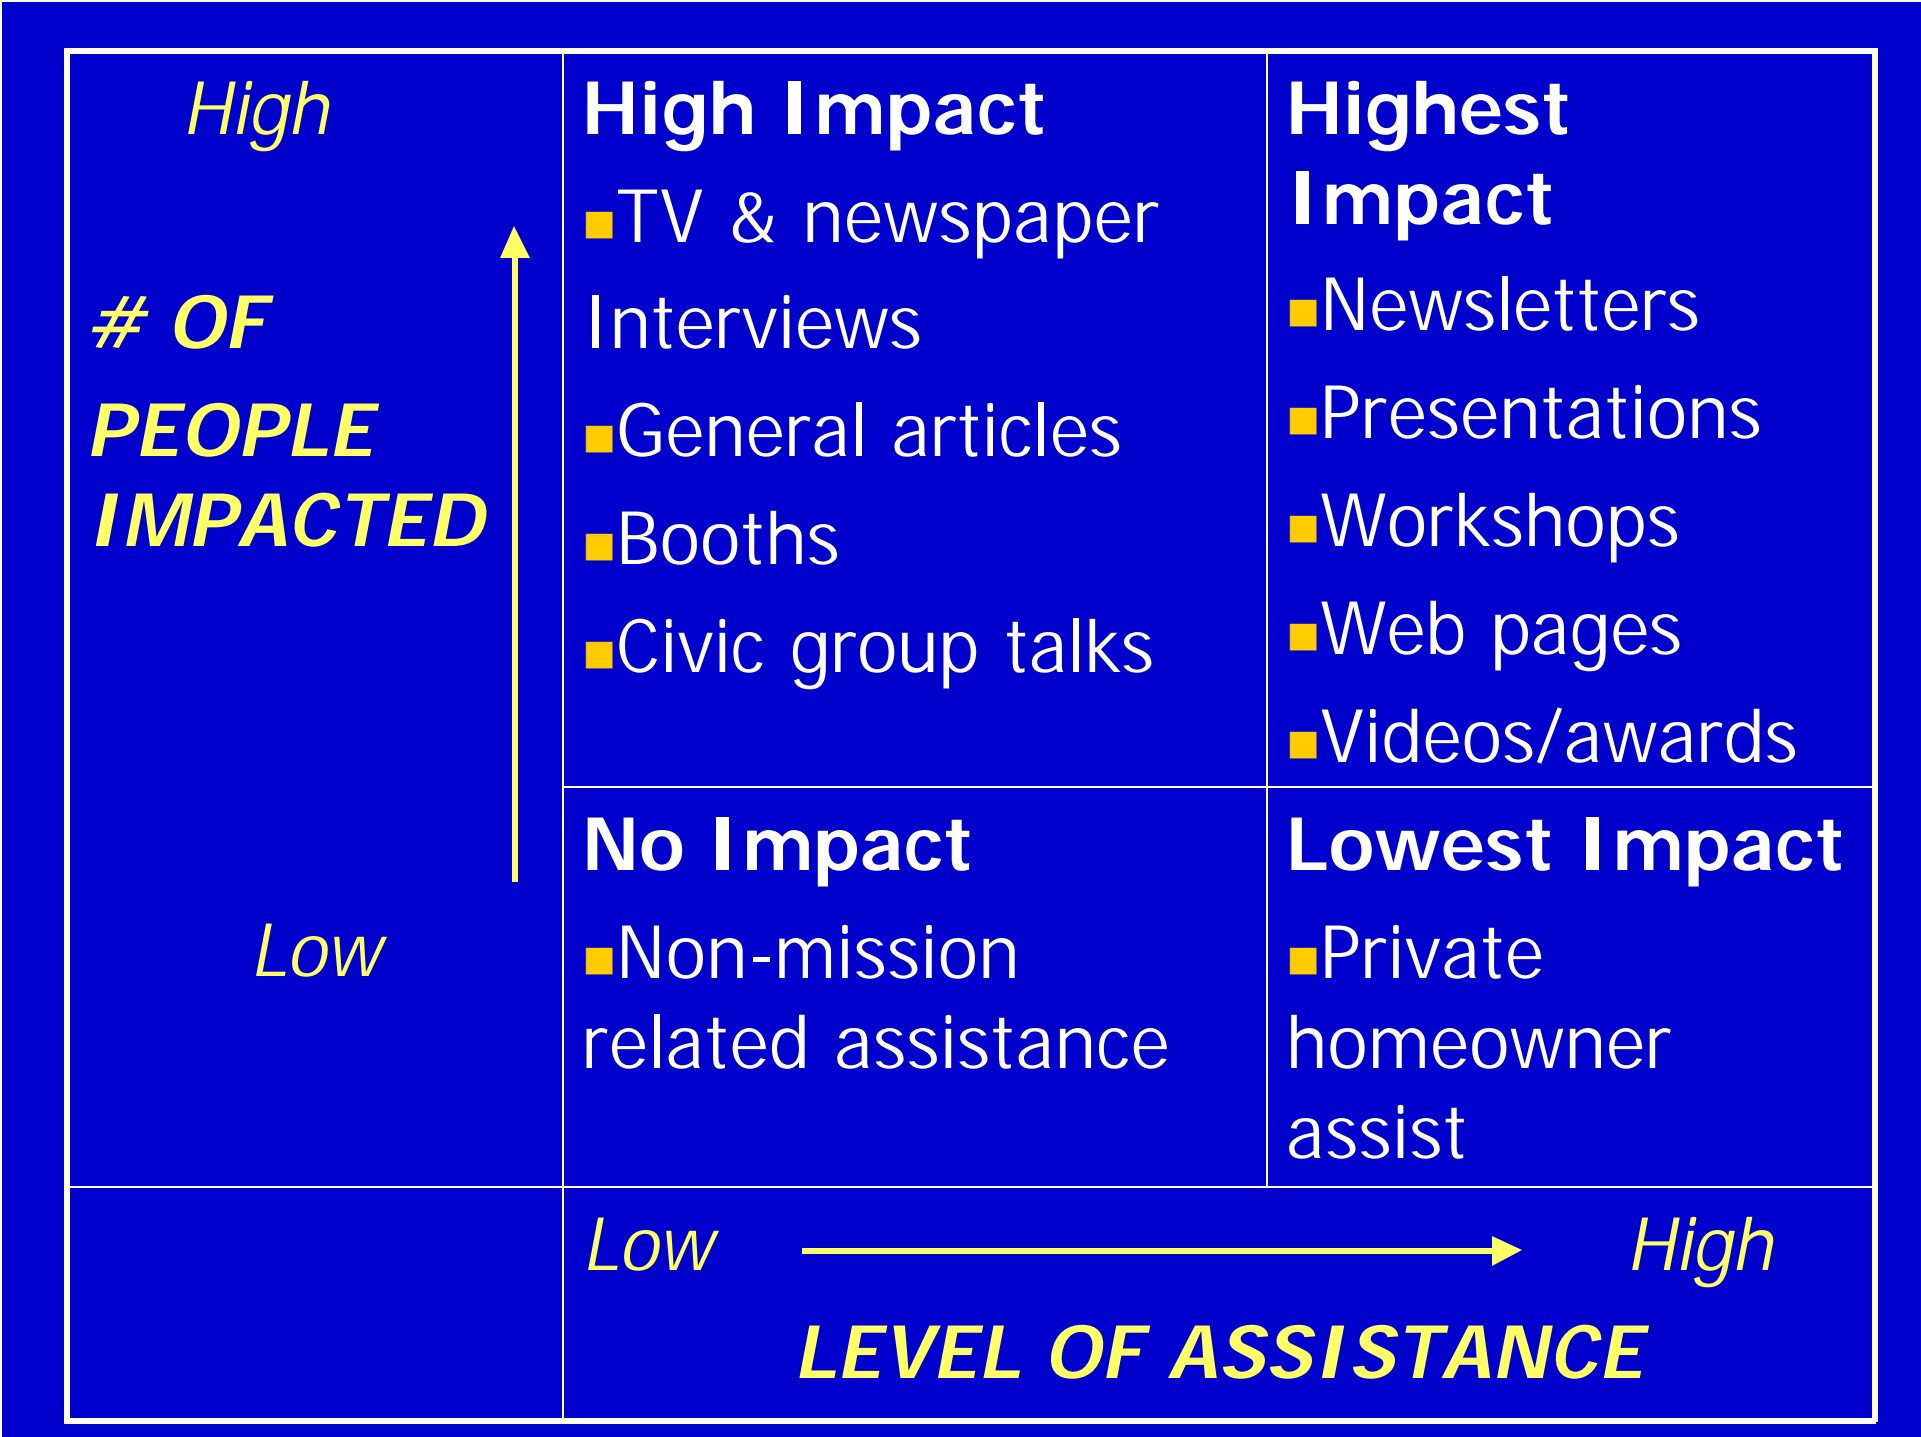 High
# OF
PEOPLE
IMPACTED
Low
High Impact
■TV & newspaper
Interviews
■General articles
■Booths
■Civic group talks
Highest
Impact
■Newsletters
■Presentations
■Workshops
■Web pages
■Videos/awards
No Impact
■Non-mission
related assistance
Lowest Impact
■Private
homeowner
assist
Low
High
LEVEL OF ASSISTANCE